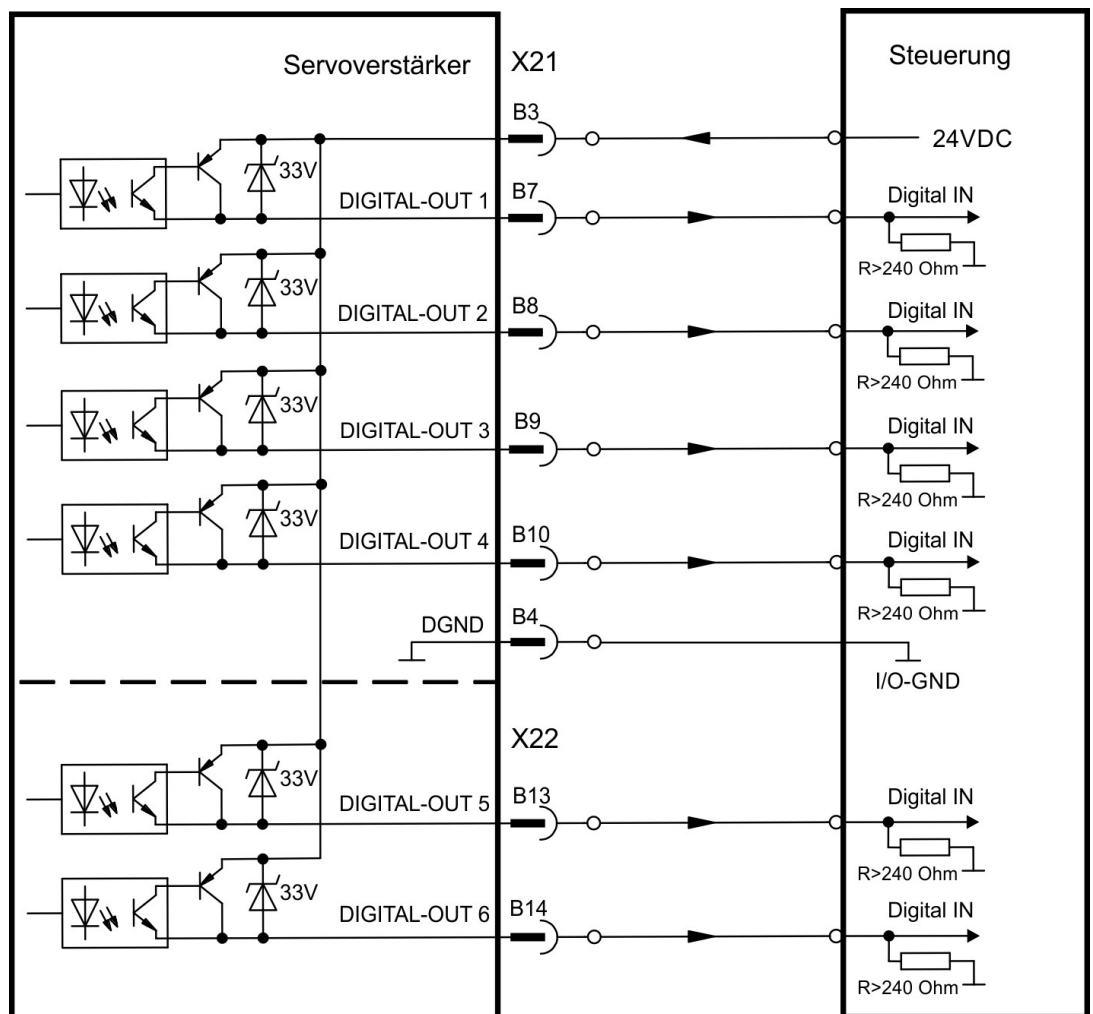 Servoverstärker
X21
Steuerung
B3
24VDC
33V
DIGITAL-OUT 1
B7
Digital IN
R>240 Ohm
33V
DIGITAL-OUT 2
B8
Digital IN
R>240 Ohm
33V
DIGITAL-OUT 3
B9
Digital IN
R>240 Ohm
33V
DIGITAL-OUT 4
B10
Digital IN
R>240 Ohm
DGND
B4
I/O-GND
X22
33V
DIGITAL-OUT 5
B13
Digital IN
R>240 Ohm
33V
DIGITAL-OUT 6
B14
Digital IN
R>240 Ohm